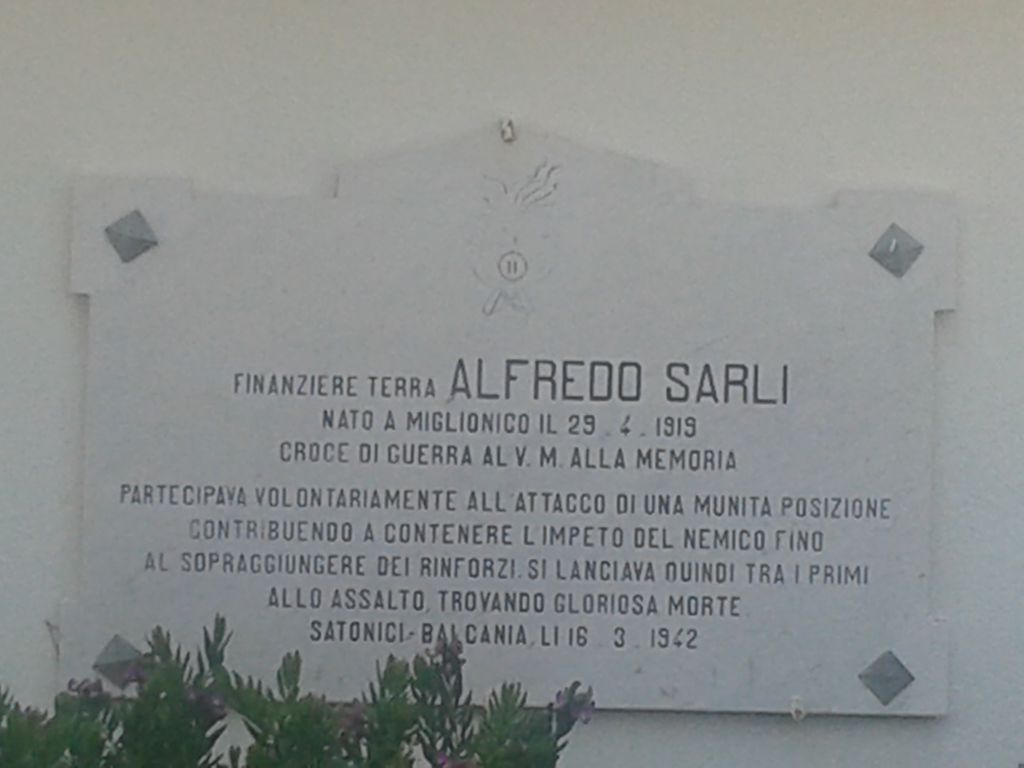 II
FINANZIERE TERRA ALFREDO SARLI
NATO A MIGLIONICO IL 29 . 4 . 1919
CROCE DI GUERRA AL V. M. ALLA MEMORIA
PARTECIPAVA VOLONTARIAMENTE ALL'ATTACCO DI UNA MUNITA POSIZIONE
CONTRIBUENDO A CONTENERE L'IMPETO DEL NEMICO FINO
AL SOPRAGGIUNGERE DEI RINFORZI. SI LANCIAVA QUINDI TRA I PRIMI
ALLO ASSALTO, TROVANDO GLORIOSA MORTE.
SATONICI-BALCANIA, LI 16 . 3 . 1942